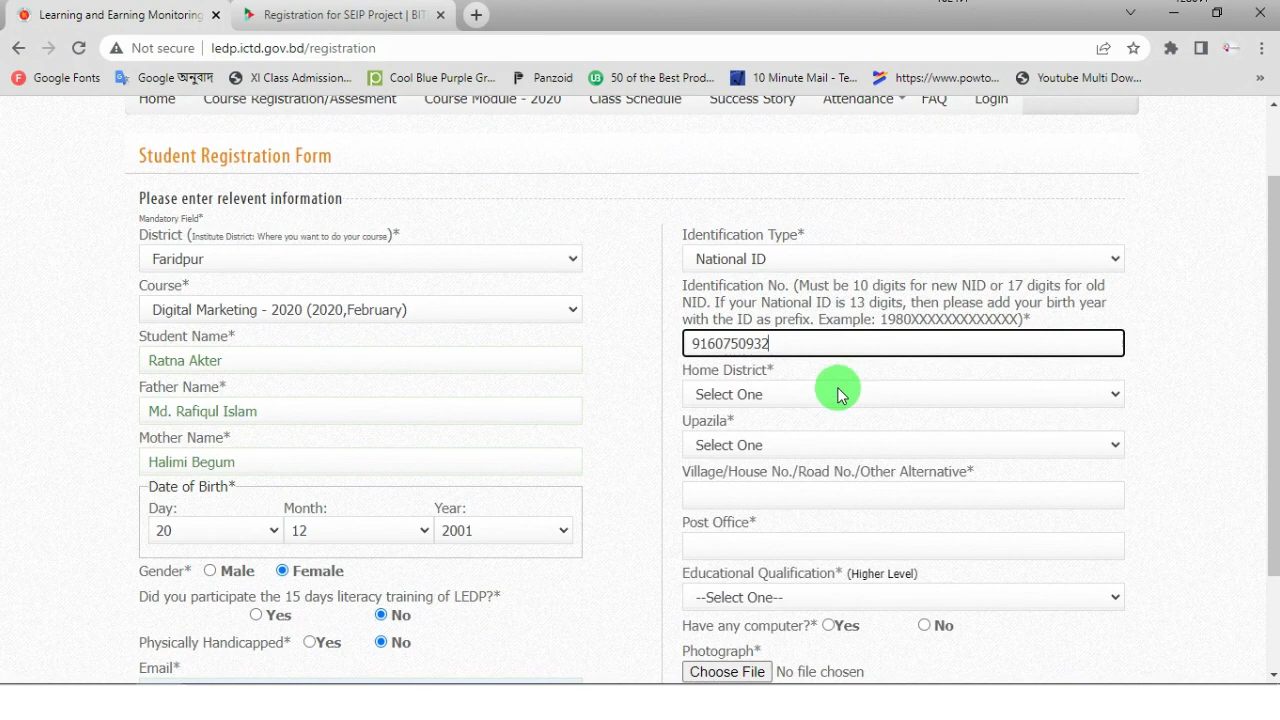 Learning and Earning Monitoring
Registration for SEIP Project | BIT
Not secure
ledp.ictd.gov.bd/registration
Google Fonts
Google অনুবাদ
XI Class Admission...
Cool Blue Purple Gr...
Panzoid
50 of the Best Prod...
10 Minute Mail - Te...
https://www.powto...
Youtube Multi Dow...
»
Home
Course Registration/Assesment
Course Module - 2020
Class Schedule
Success Story
Attendance
FAQ
Login
Student Registration Form
Please enter relevent information
Mandatory Field*
District (Institute District: Where you want to do your course)*
Faridpur
Course*
Digital Marketing - 2020 (2020,February)
Student Name*
Ratna Akter
Father Name*
Md. Rafiqul Islam
Mother Name*
Halimi Begum
Date of Birth*
Day: Month: Year:
20 12 2001
Gender* Male Female
Did you participate the 15 days literacy training of LEDP?*
Yes No
Physically Handicapped* Yes No
Email*
Identification Type*
National ID
Identification No. (Must be 10 digits for new NID or 17 digits for old
NID. If your National ID is 13 digits, then please add your birth year
with the ID as prefix. Example: 1980XXXXXXXXXXXXX)*
9160750932
Home District*
Select One
Upazila*
Select One
Village/House No./Road No./Other Alternative*
Post Office*
Educational Qualification* (Higher Level)
--Select One--
Have any computer?* Yes No
Photograph*
Choose File No file chosen